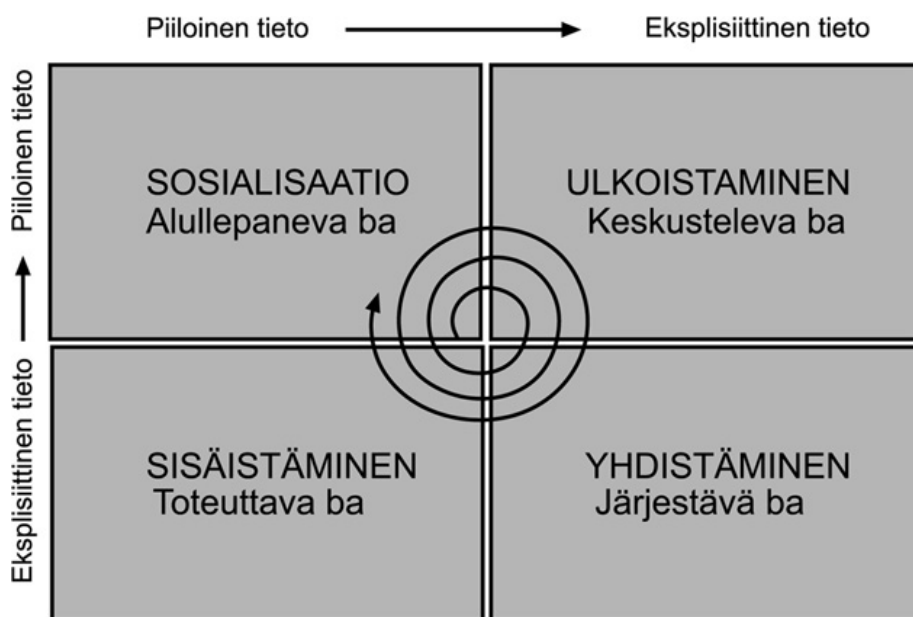 Piiloinen tieto
Eksplisiittinen tieto
Piiloinen tieto
SOSIALISAATIO
Alullepaneva ba
ULKOISTAMINEN
Keskusteleva ba
Eksplisiittinen tieto
SISÄISTÄMINEN
Toteuttava ba
YHDISTÄMINEN
Järjestävä ba